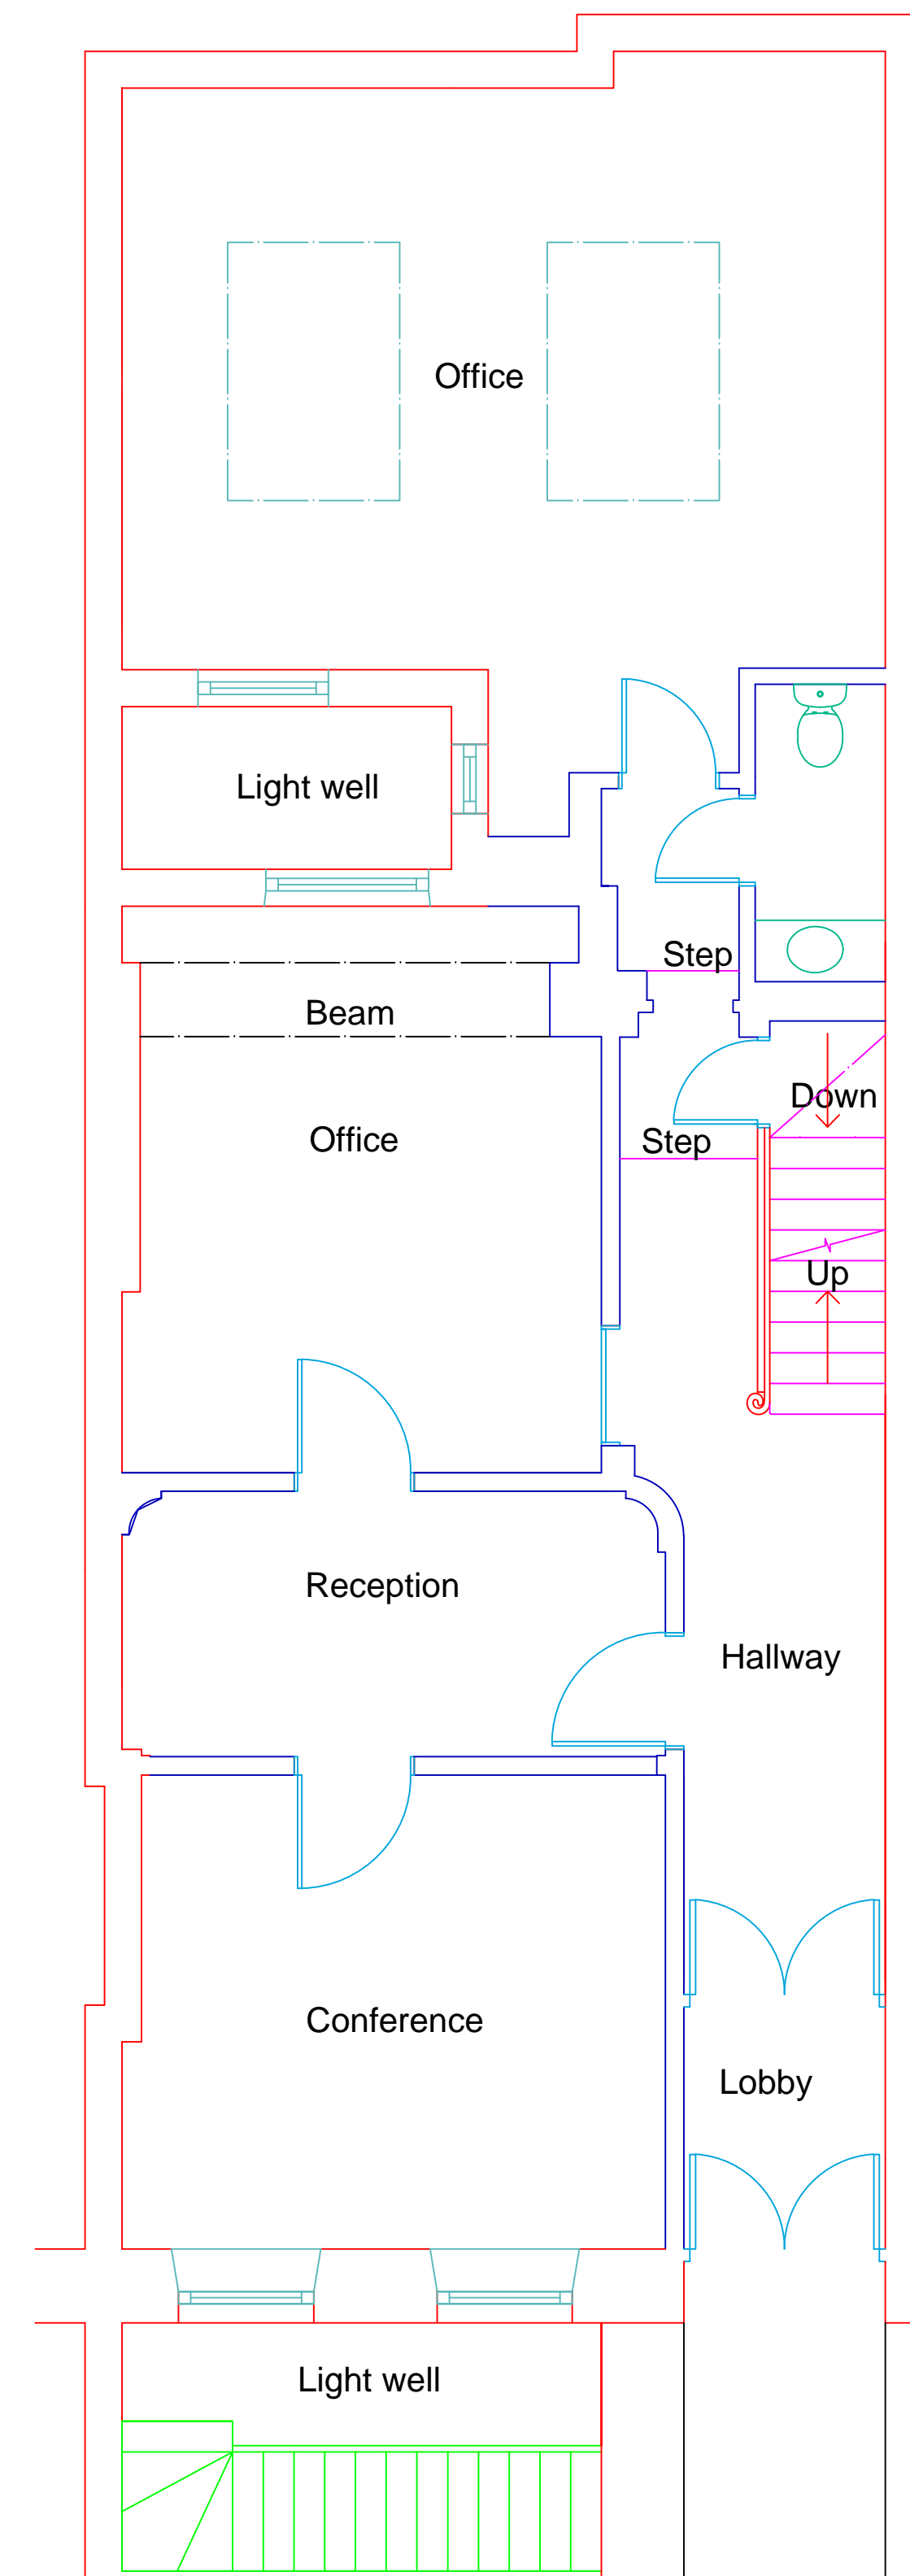 Office
Light well
Step
Beam
Down
Office
Step
Up
Reception
Hallway
Conference
Lobby
Light well